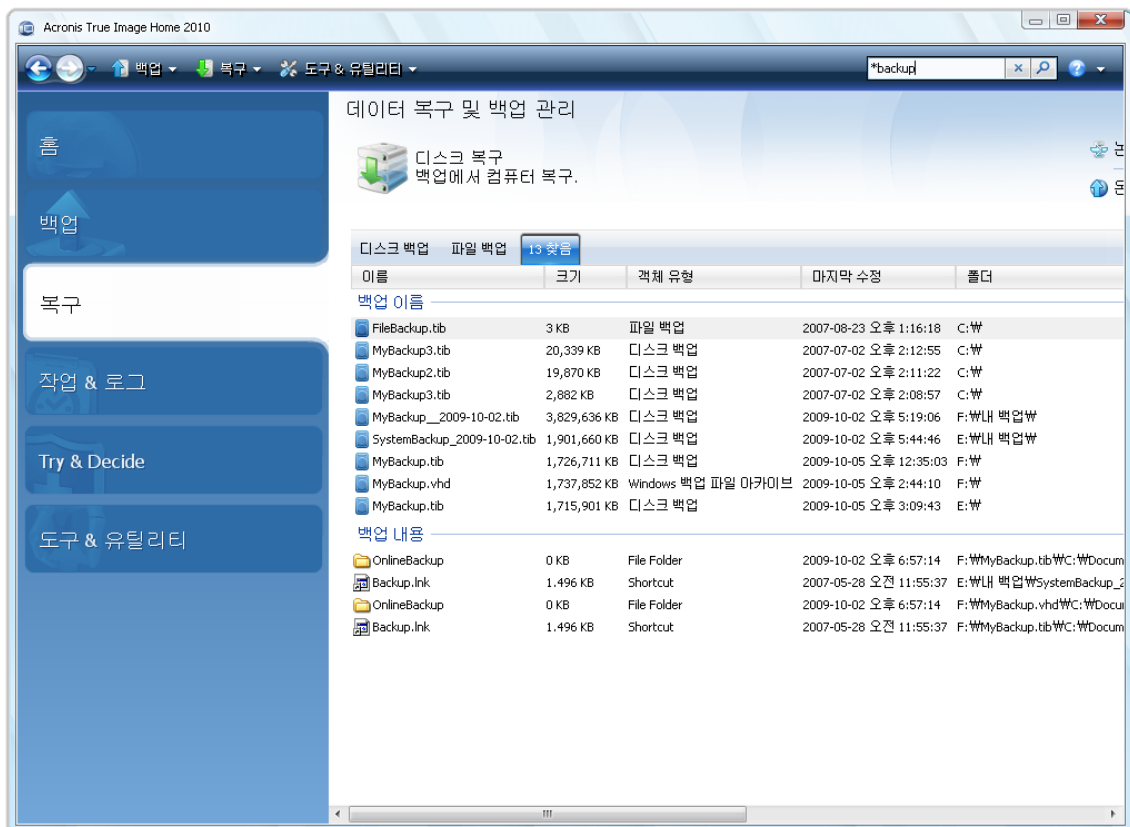 Acronis True Image Home 2010
백업 복구 도구 & 유틸리티 *backup
홈
백업
복구
작업 & 로그
Try & Decide
도구 & 유틸리티
데이터 복구 및 백업 관리
디스크 복구
백업에서 컴퓨터 복구.
디스크 백업 파일 백업 13 찾음
이름 크기 객체 유형 마지막 수정 폴더
백업 이름
FileBackup.tib 3 KB 파일 백업 2007-08-23 오후 1:16:18 C:₩
MyBackup3.tib 20,339 KB 디스크 백업 2007-07-02 오후 2:12:55 C:₩
MyBackup2.tib 19,870 KB 디스크 백업 2007-07-02 오후 2:11:22 C:₩
MyBackup3.tib 2,882 KB 디스크 백업 2007-07-02 오후 2:08:57 C:₩
MyBackup__2009-10-02.tib 3,829,636 KB 디스크 백업 2009-10-02 오후 5:19:06 F:₩내 백업₩
SystemBackup_2009-10-02.tib 1,901,660 KB 디스크 백업 2009-10-02 오후 5:44:46 E:₩내 백업₩
MyBackup.tib 1,726,711 KB 디스크 백업 2009-10-05 오후 12:35:03 F:₩
MyBackup.vhd 1,737,852 KB Windows 백업 파일 아카이브 2009-10-05 오후 2:44:10 F:₩
MyBackup.tib 1,715,901 KB 디스크 백업 2009-10-05 오후 3:09:43 E:₩
백업 내용
OnlineBackup 0 KB File Folder 2009-10-02 오후 6:57:14 F:₩MyBackup.tib₩C:₩Docum
Backup.lnk 1.496 KB Shortcut 2007-05-28 오전 11:55:37 E:₩내 백업₩SystemBackup_2
OnlineBackup 0 KB File Folder 2009-10-02 오후 6:57:14 F:₩MyBackup.vhd₩C:₩Docu
Backup.lnk 1.496 KB Shortcut 2007-05-28 오전 11:55:37 F:₩MyBackup.tib₩C:₩Docum